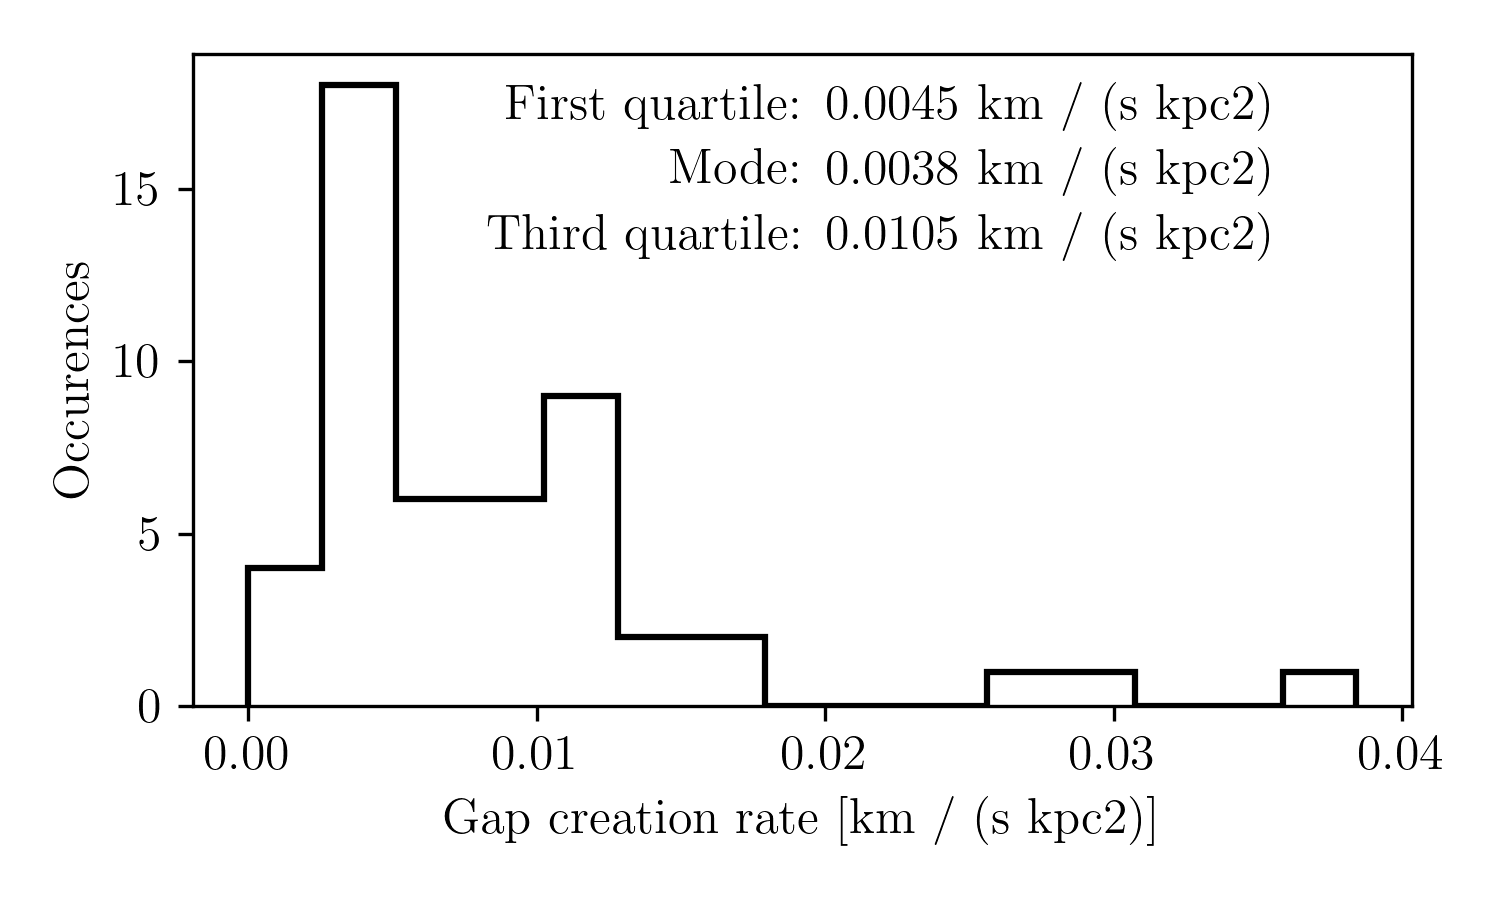 First quartile: 0.0045 km / (s kpc2)
Mode: 0.0038 km / (s kpc2)
Third quartile: 0.0105 km / (s kpc2)
Occurences
15
10
5
0
0.00 0.01 0.02 0.03 0.04
Gap creation rate [km / (s kpc2)]